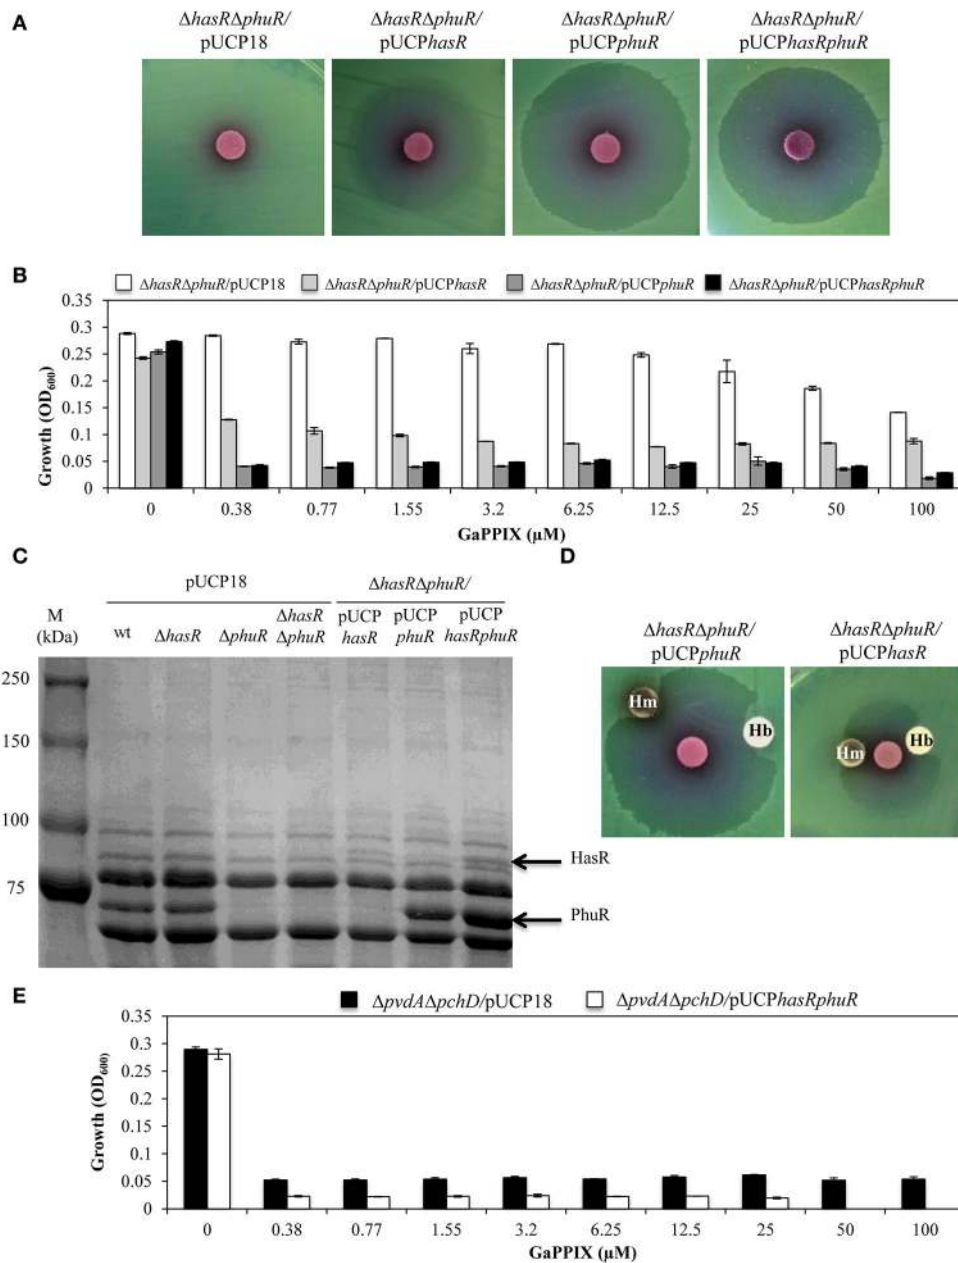 A
ΔhasRΔphuR/ ΔhasRΔphuR/ ΔhasRΔphuR/ ΔhasRΔphuR/
pUCP18 pUCPhasR pUCPphuR pUCPhasRphuR
B
ΔhasRΔphuR/pUCP18 ΔhasRΔphuR/pUCPhasR ΔhasRΔphuR/pUCPphuR ΔhasRΔphuR/pUCPhasRphuR
0.35
0.3
0.25
0.2
0.15
0.1
0.05
0
Growth (OD600)
0 0.38 0.77 1.55 3.2 6.25 12.5 25 50 100
GaPPIX (µM)
C
pUCP18 ΔhasRΔphuR/
M
(kDa)
wt ΔhasR ΔphuR ΔhasR
ΔphuR
pUCP
hasR
pUCP
phuR
pUCP
hasRphuR
250
150
100
75
HasR
PhuR
D
ΔhasRΔphuR/ ΔhasRΔphuR/
pUCPphuR pUCPhasR
Hm Hb Hm Hb
E
ΔpvdAΔpchD/pUCP18 ΔpvdAΔpchD/pUCPhasRphuR
0.35
0.3
0.25
0.2
0.15
0.1
0.05
0
Growth (OD600)
0 0.38 0.77 1.55 3.2 6.25 12.5 25 50 100
GaPPIX (µM)